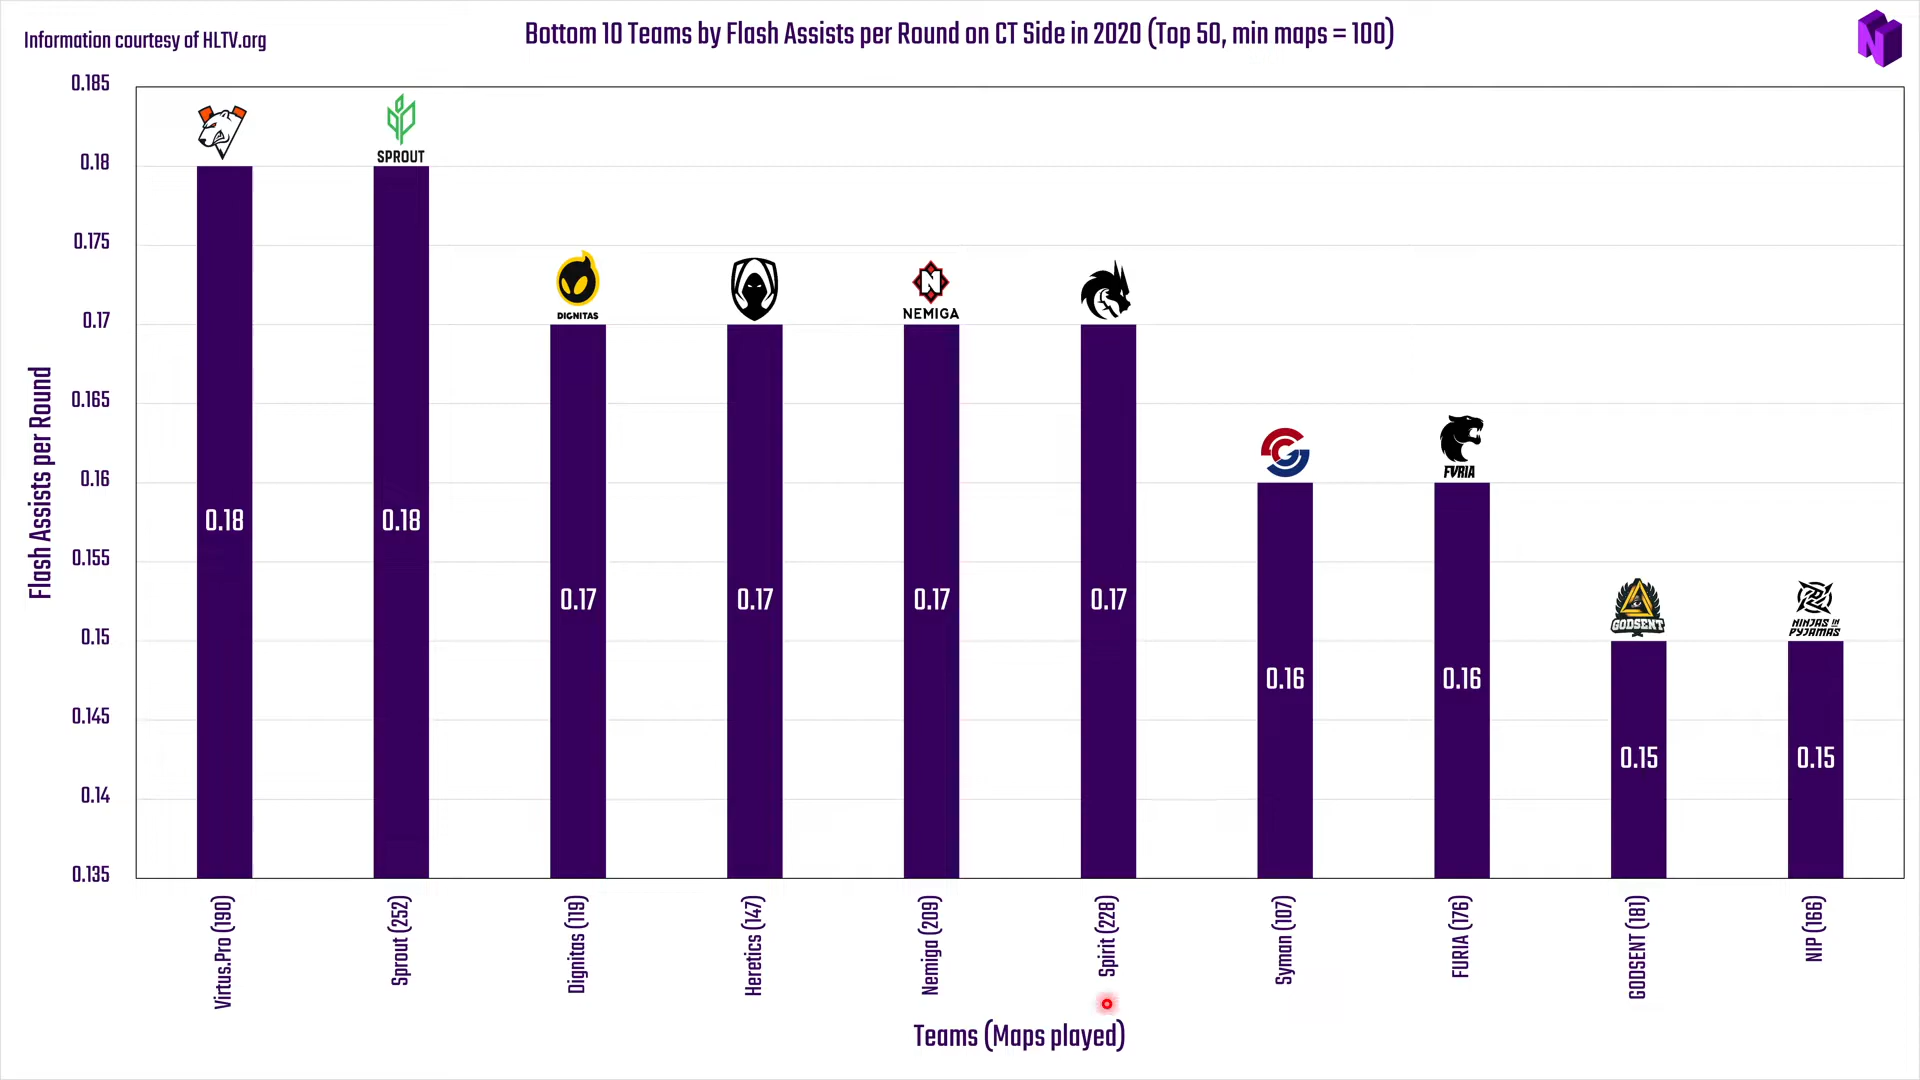 Information courtesy of HLTV.org
Bottom 10 Teams by Flash Assists per Round on CT Side in 2020 (Top 50, min maps = 100)
N
0.185
0.18
0.175
0.17
0.165
0.16
0.155
0.15
0.145
0.14
0.135
Flash Assists per Round
SPROUT
DIGNITAS
N
NEMIGA
FURIA
GODSENT
NINJAS IN
PYJAMAS
0.18
0.18
0.17
0.17
0.17
0.17
0.16
0.16
0.15
0.15
Virtus.Pro (190)
Sprout (252)
Dignitas (119)
Heretics (147)
Nemiga (209)
Spirit (228)
Syman (107)
FURIA (176)
GODSENT (181)
NIP (166)
Teams (Maps played)